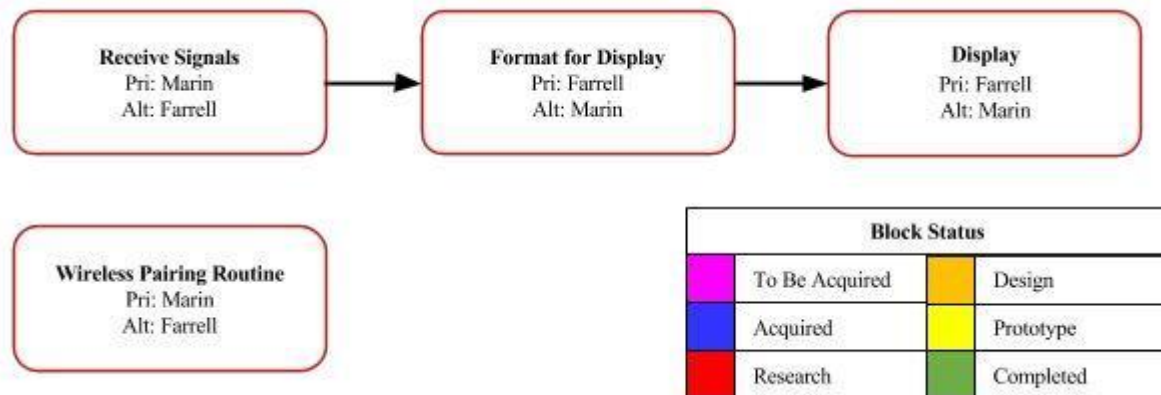 Receive Signals
Pri: Marin
Alt: Farrell
Format for Display
Pri: Farrell
Alt: Marin
Display
Pri: Farrell
Alt: Marin
Wireless Pairing Routine
Pri: Marin
Alt: Farrell
Block Status
To Be Acquired
Design
Acquired
Prototype
Research
Completed